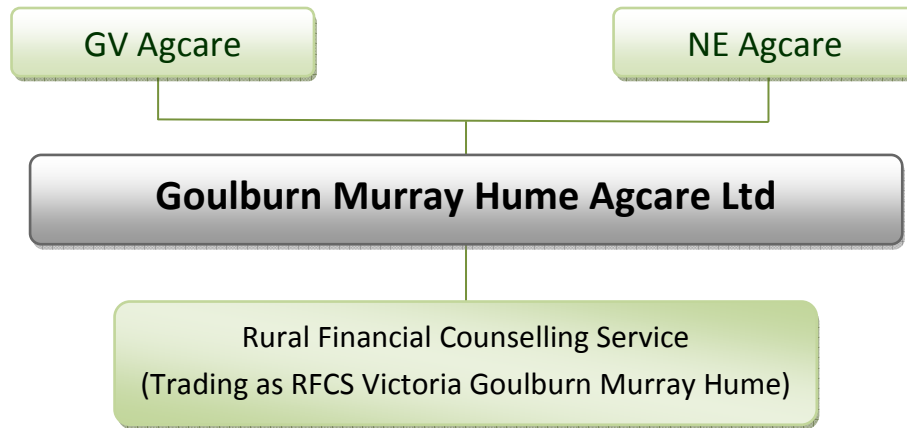 GV Agcare
NE Agcare
Goulburn Murray Hume Agcare Ltd
Rural Financial Counselling Service
(Trading as RFCS Victoria Goulburn Murray Hume)